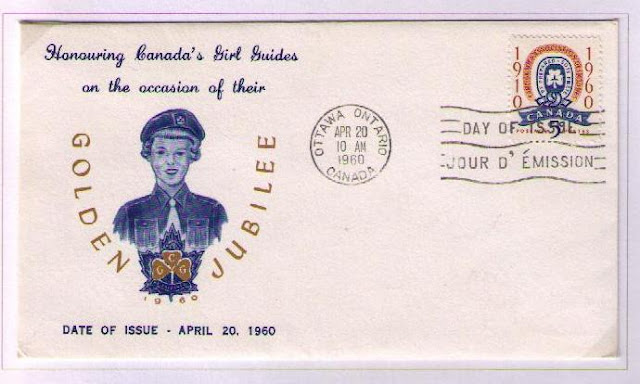 Honouring Canada's Girl Guides
on the occasion of their
GOLDEN JUBILEE
C
G G
1960
DATE OF ISSUE - APRIL 20, 1960
OTTAWA ONTARIO
APR 20
10 AM
1960
CANADA
DAY OF ISSUE
JOUR D' ÉMISSION
1910 1960
CANADA
5¢